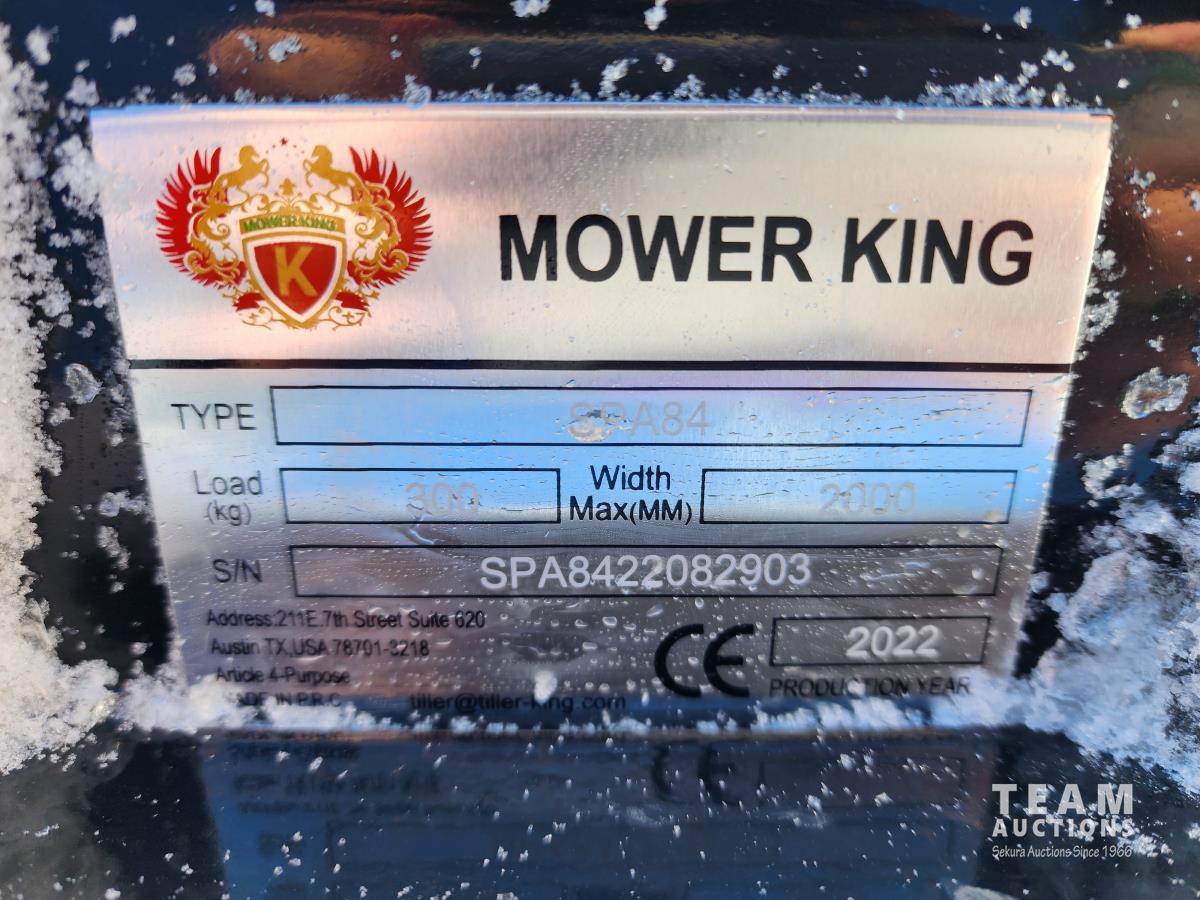 MOWER KING
K
MOWER KING
TYPE SPA84
Load (kg) 300 Width Max(MM) 2000
S/N SPA8422082903
Address:211E.7th Street Suite 620
Austin TX,USA 78701-3218
Article 4-Purpose
MADE IN P.R.C tiller@tiller-king.com
CE 2022
PRODUCTION YEAR
TEAM
AUCTIONS
Sekura Auctions Since 1966